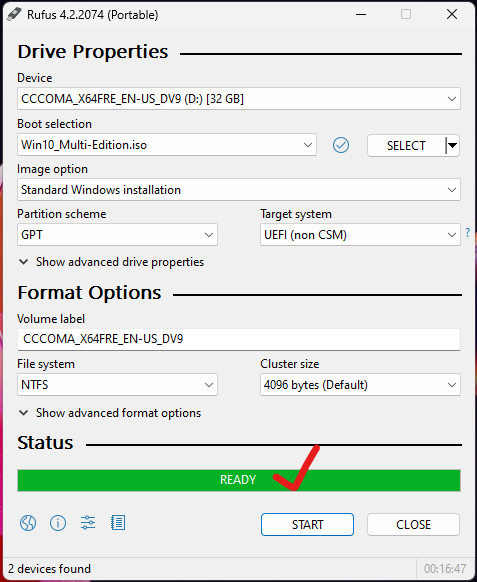 Rufus 4.2.2074 (Portable)
Drive Properties
Device
CCCOMA_X64FRE_EN-US_DV9 (D:) [32 GB]
Boot selection
Win10_Multi-Edition.iso
SELECT
Image option
Standard Windows installation
Partition scheme
Target system
GPT
UEFI (non CSM)
?
Show advanced drive properties
Format Options
Volume label
CCCOMA_X64FRE_EN-US_DV9
File system
Cluster size
NTFS
4096 bytes (Default)
Show advanced format options
Status
READY
START
CLOSE
2 devices found
00:16:47